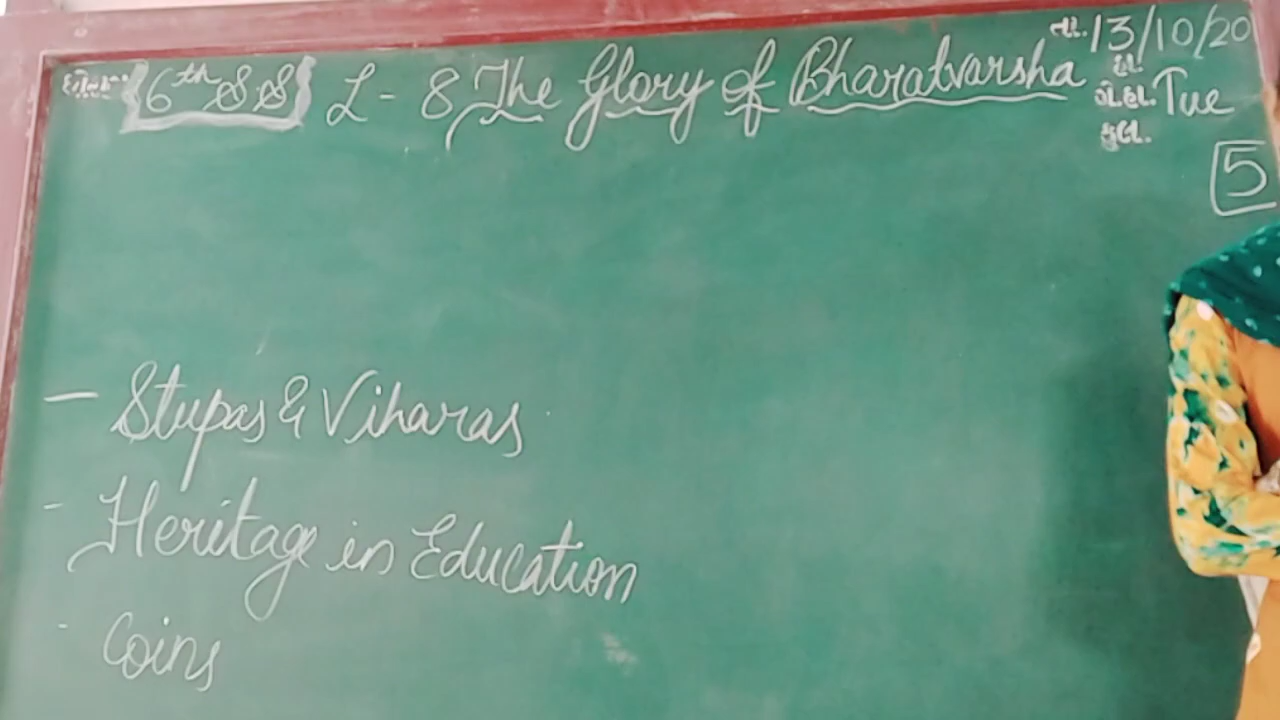 6th S.S L - 8 The Glory of Bharatvarsha
તા. 13/10/20
Tue
5
- Stupas & Viharas
- Heritage in Education
- Coins